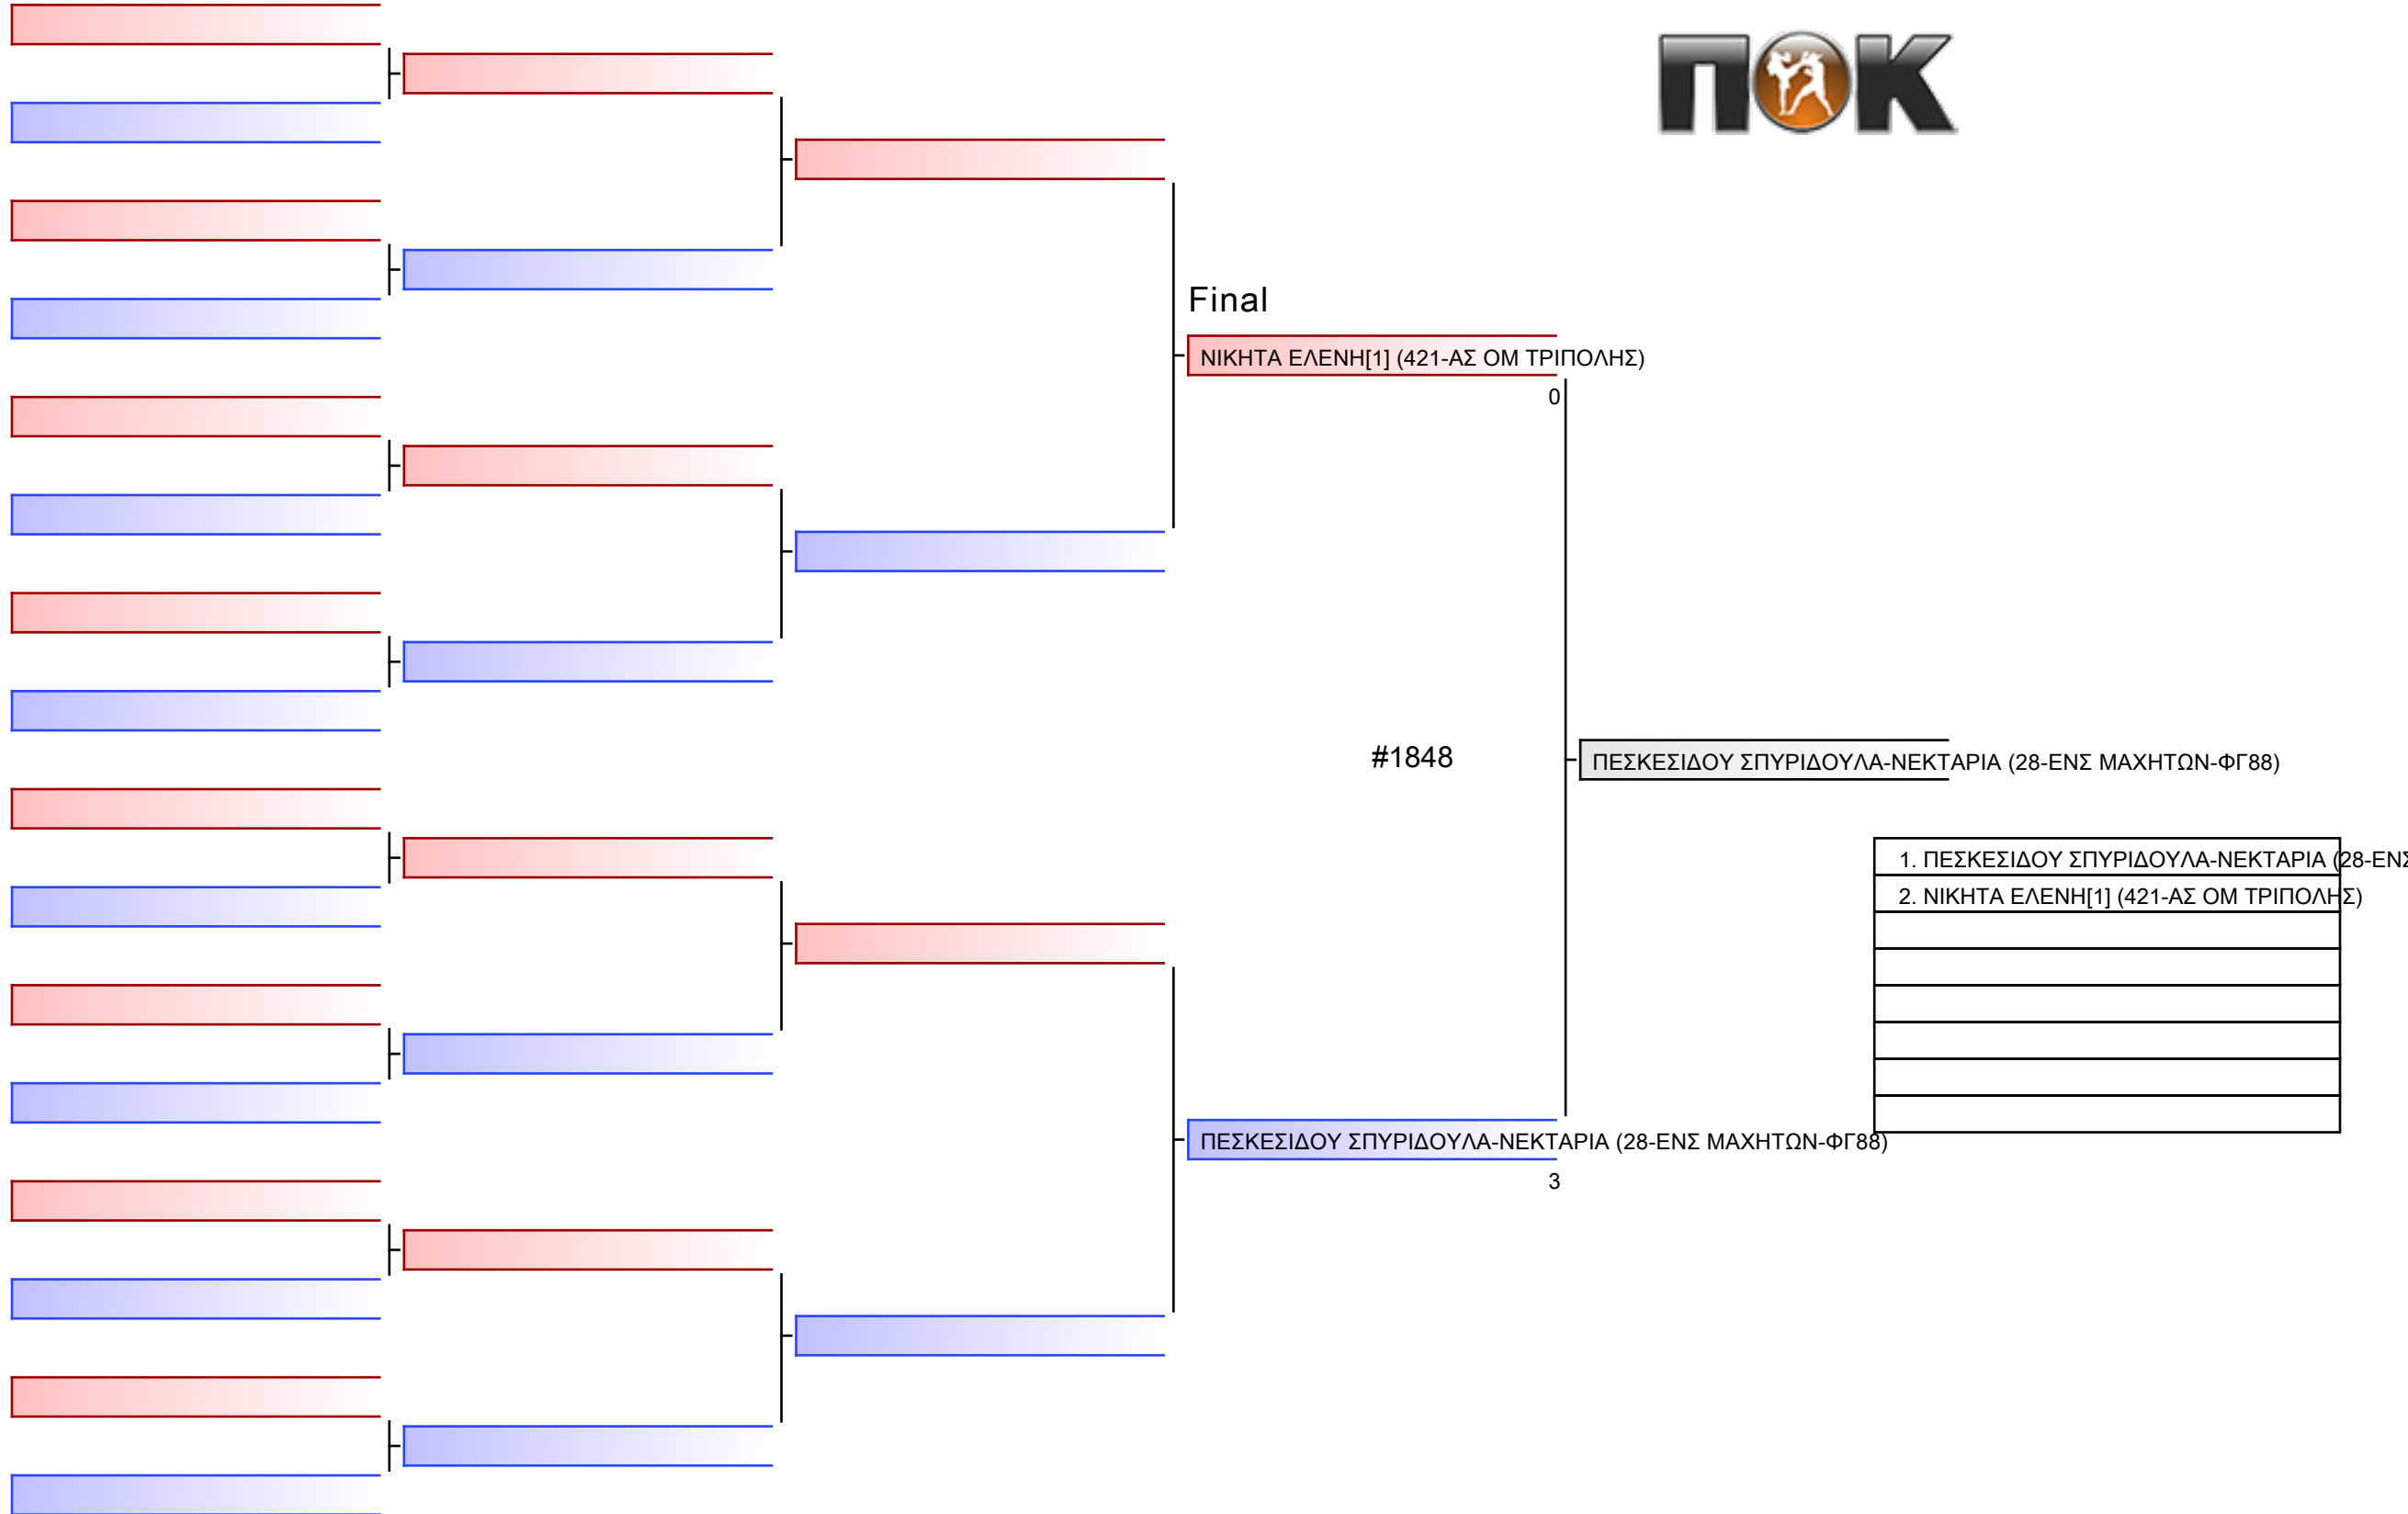 ΠΟΚ
Final
ΝΙΚΗΤΑ ΕΛΕΝΗ[1] (421-ΑΣ ΟΜ ΤΡΙΠΟΛΗΣ)
0
#1848
ΠΕΣΚΕΣΙΔΟΥ ΣΠΥΡΙΔΟΥΛΑ-ΝΕΚΤΑΡΙΑ (28-ΕΝΣ ΜΑΧΗΤΩΝ-ΦΓ88)
1. ΠΕΣΚΕΣΙΔΟΥ ΣΠΥΡΙΔΟΥΛΑ-ΝΕΚΤΑΡΙΑ (28-ΕΝΣ
2. ΝΙΚΗΤΑ ΕΛΕΝΗ[1] (421-ΑΣ ΟΜ ΤΡΙΠΟΛΗΣ)
ΠΕΣΚΕΣΙΔΟΥ ΣΠΥΡΙΔΟΥΛΑ-ΝΕΚΤΑΡΙΑ (28-ΕΝΣ ΜΑΧΗΤΩΝ-ΦΓ88)
3